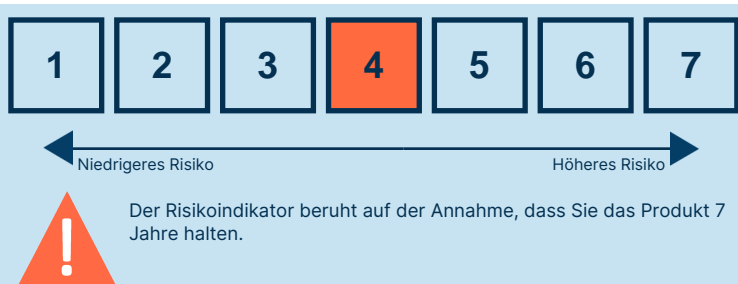 1 2 3 4 5 6 7
Niedrigeres Risiko Höheres Risiko
Der Risikoindikator beruht auf der Annahme, dass Sie das Produkt 7
Jahre halten.
!